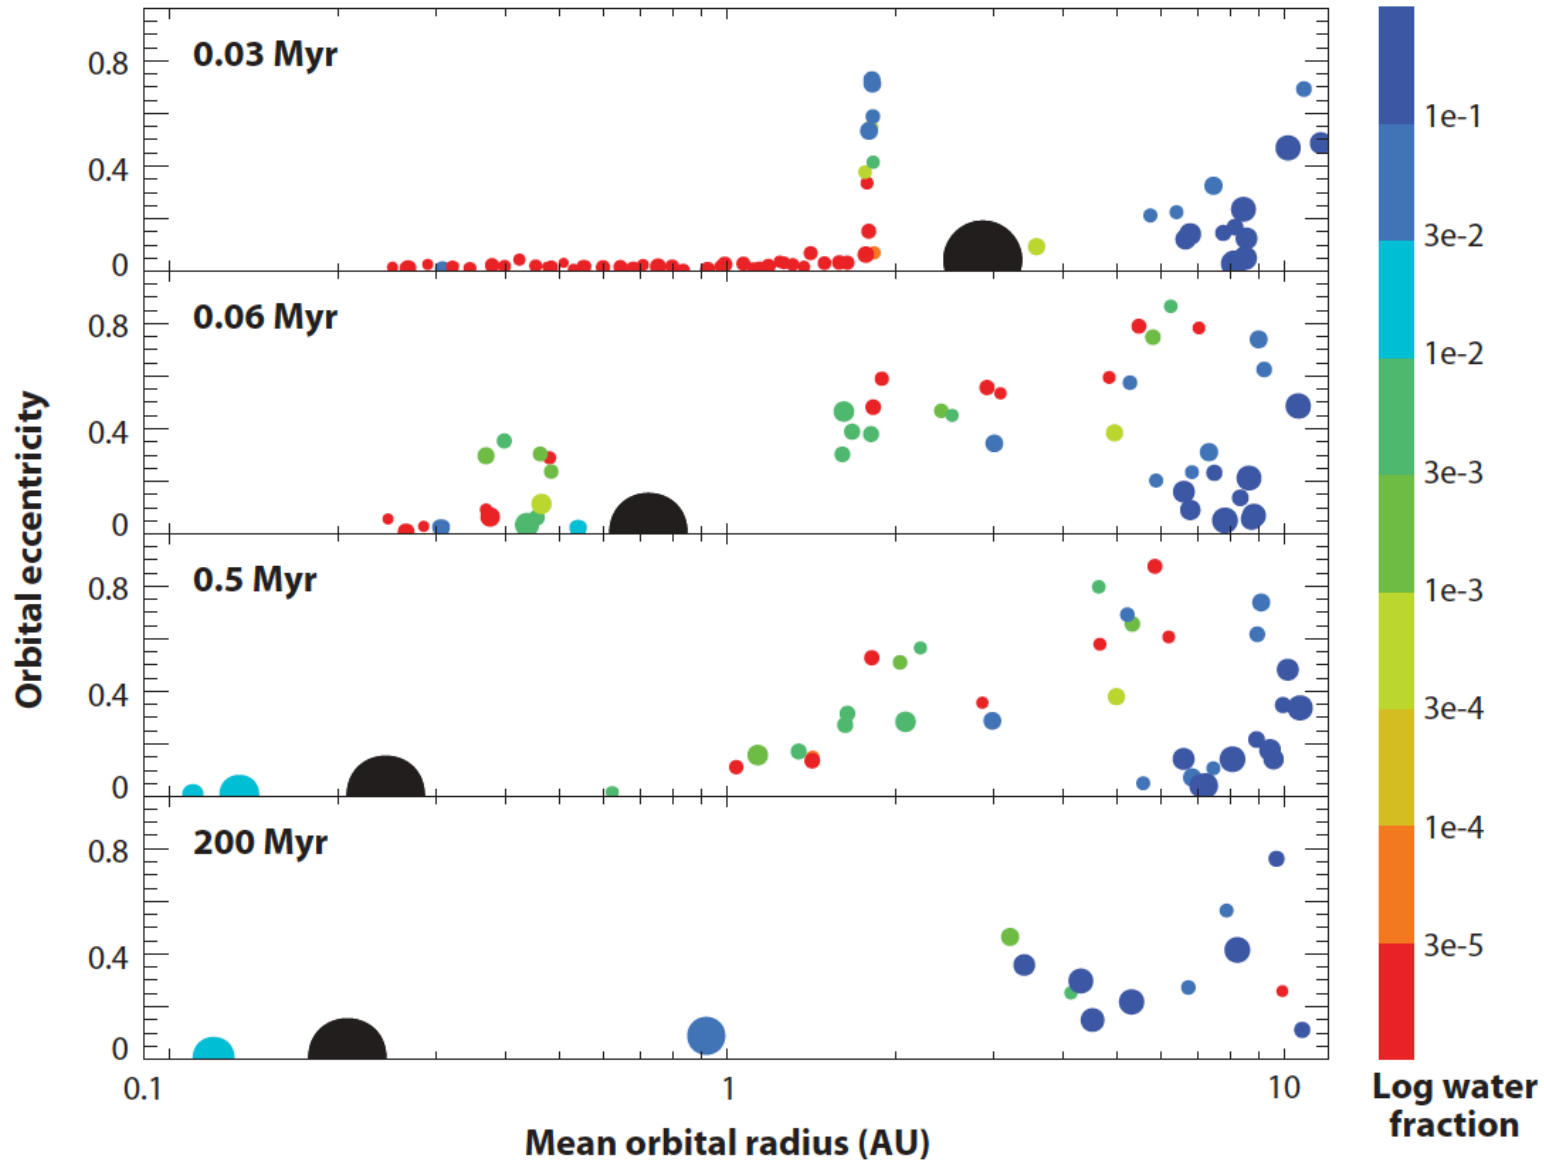 0.03 Myr
0.8
0.4
0
0.06 Myr
0.8
0.4
0
0.5 Myr
0.8
0.4
0
200 Myr
0.8
0.4
0
0.1
1
10
Orbital eccentricity
Mean orbital radius (AU)
1e-1
3e-2
1e-2
3e-3
1e-3
3e-4
1e-4
3e-5
Log water
fraction